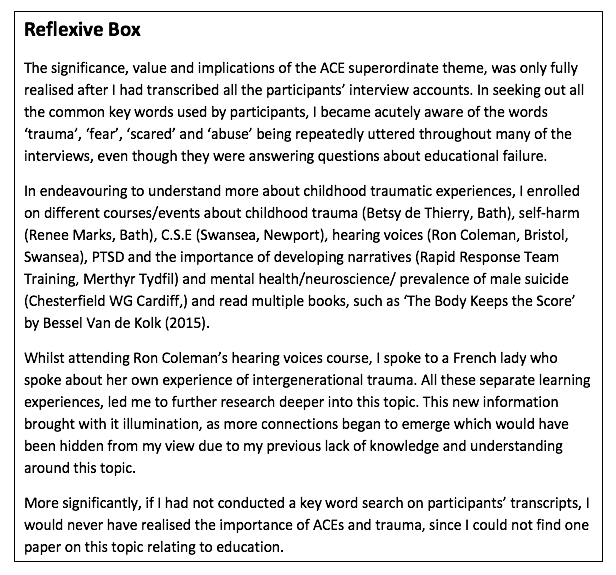 Reflexive Box
The significance, value and implications of the ACE superordinate theme, was only fully
realised after I had transcribed all the participants’ interview accounts. In seeking out all
the common key words used by participants, I became acutely aware of the words
‘trauma’, ‘fear’, ‘scared’ and ‘abuse’ being repeatedly uttered throughout many of the
interviews, even though they were answering questions about educational failure.
In endeavouring to understand more about childhood traumatic experiences, I enrolled
on different courses/events about childhood trauma (Betsy de Thierry, Bath), self-harm
(Renee Marks, Bath), C.S.E (Swansea, Newport), hearing voices (Ron Coleman, Bristol,
Swansea), PTSD and the importance of developing narratives (Rapid Response Team
Training, Merthyr Tydfil) and mental health/neuroscience/ prevalence of male suicide
(Chesterfield WG Cardiff,) and read multiple books, such as ‘The Body Keeps the Score’
by Bessel Van de Kolk (2015).
Whilst attending Ron Coleman’s hearing voices course, I spoke to a French lady who
spoke about her own experience of intergenerational trauma. All these separate learning
experiences, led me to further research deeper into this topic. This new information
brought with it illumination, as more connections began to emerge which would have
been hidden from my view due to my previous lack of knowledge and understanding
around this topic.
More significantly, if I had not conducted a key word search on participants’ transcripts, I
would never have realised the importance of ACEs and trauma, since I could not find one
paper on this topic relating to education.